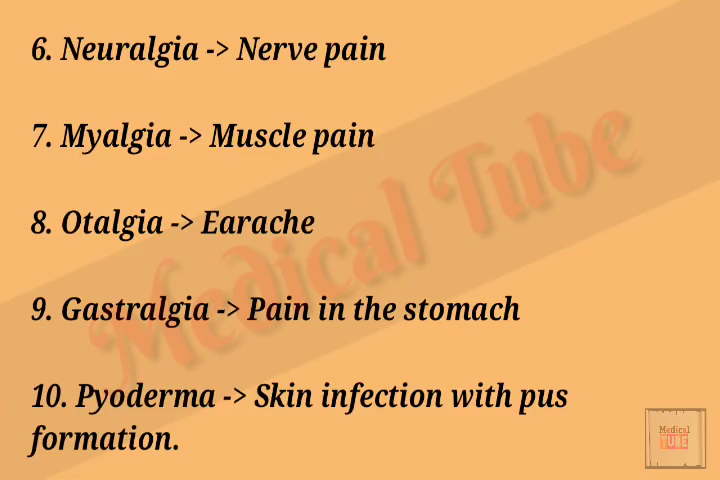 6. Neuralgia -> Nerve pain
7. Myalgia -> Muscle pain
8. Otalgia -> Earache
9. Gastralgia -> Pain in the stomach
10. Pyoderma -> Skin infection with pus
formation.
Medical Tube
Medical
TUBE